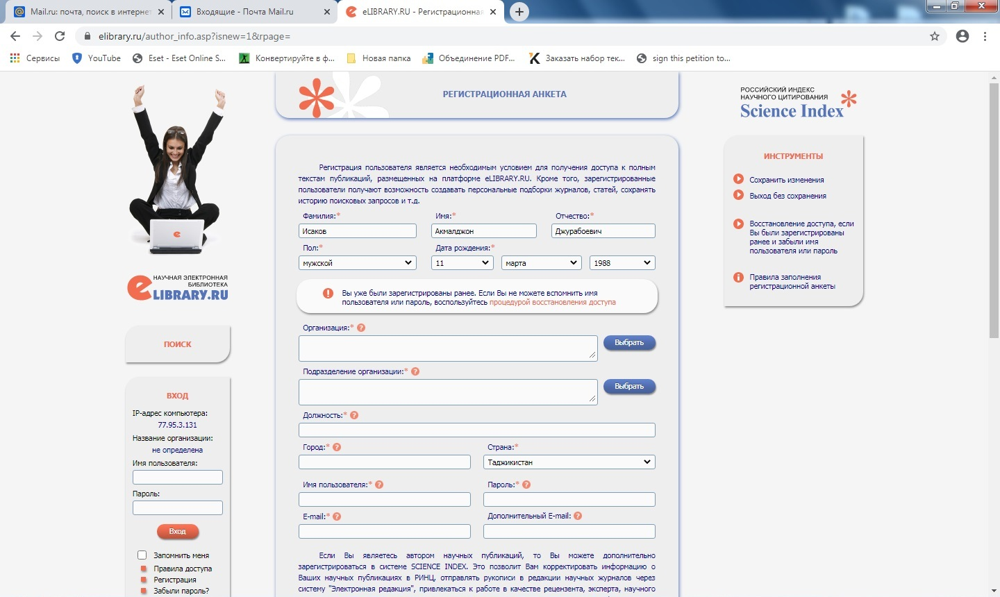 Mail.ru: почта, поиск в интернет
Входящие - Почта Mail.ru
eLIBRARY.RU - Регистрационная
elibrary.ru/author_info.asp?isnew=1&rpage=
Сервисы
YouTube
Eset - Eset Online S...
Конвертируйте в ф...
Новая папка
Объединение PDF...
Заказать набор тек...
sign this petition to...
НАУЧНАЯ ЭЛЕКТРОННАЯ
БИБЛИОТЕКА
eLIBRARY.RU
ПОИСК
ВХОД
IP-адрес компьютера:
77.95.3.131
Название организации:
не определена
Имя пользователя:
Пароль:
Вход
Запомнить меня
Правила доступа
Регистрация
Забыли пароль?
РЕГИСТРАЦИОННАЯ АНКЕТА
Регистрация пользователя является необходимым условием для получения доступа к полным
текстам публикаций, размещенных на платформе eLIBRARY.RU. Кроме того, зарегистрированные
пользователи получают возможность создавать персональные подборки журналов, статей, сохранять
историю поисковых запросов и т.д.
Фамилия:* Имя:* Отчество:*
Исаков Акмалджон Джурабоевич
Пол:* Дата рождения:*
мужской 11 марта 1988
Вы уже были зарегистрированы ранее. Если Вы не можете вспомнить имя
пользователя или пароль, воспользуйтесь процедурой восстановления доступа
Организация:* ?
Выбрать
Подразделение организации:* ?
Выбрать
Должность:* ?
Город:* ? Страна:*
Таджикистан
Имя пользователя:* ? Пароль:* ?
E-mail:* ? Дополнительный E-mail: ?
Если Вы являетесь автором научных публикаций, то Вы можете дополнительно
зарегистрироваться в системе SCIENCE INDEX. Это позволит Вам корректировать информацию о
Ваших научных публикациях в РИНЦ, отправлять рукописи в редакции научных журналов через
систему "Электронная редакция", привлекаться к работе в качестве рецензента, эксперта, научного
РОССИЙСКИЙ ИНДЕКС
НАУЧНОГО ЦИТИРОВАНИЯ
Science Index
ИНСТРУМЕНТЫ
Сохранить изменения
Выход без сохранения
Восстановление доступа, если
Вы были зарегистрированы
ранее и забыли имя
пользователя или пароль
Правила заполнения
регистрационной анкеты